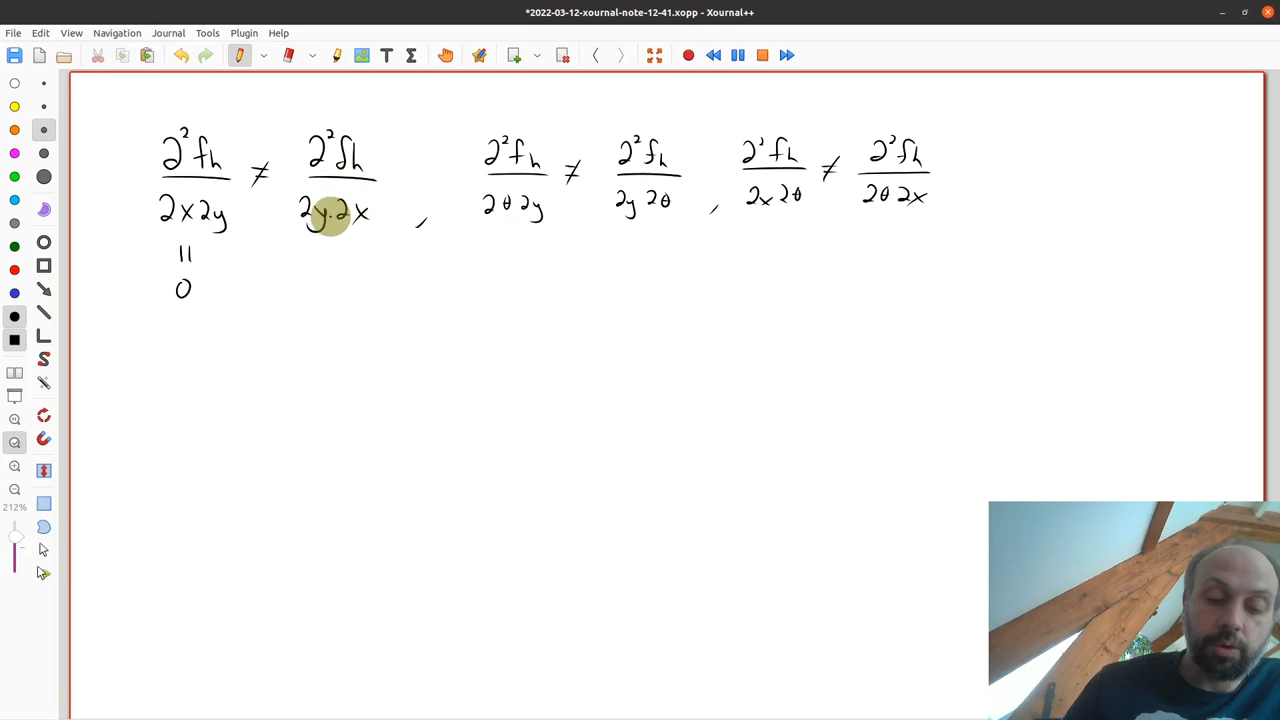 *2022-03-12-xournal-note-12-41.xopp - Xournal++
File Edit View Navigation Journal Tools Plugin Help
∂²fₕ/∂x∂y ≠ ∂²fₕ/∂y∂x , ∂²fₕ/∂θ∂y ≠ ∂²fₕ/∂y∂θ , ∂²fₕ/∂x∂θ ≠ ∂²fₕ/∂θ∂x
||
0
212%